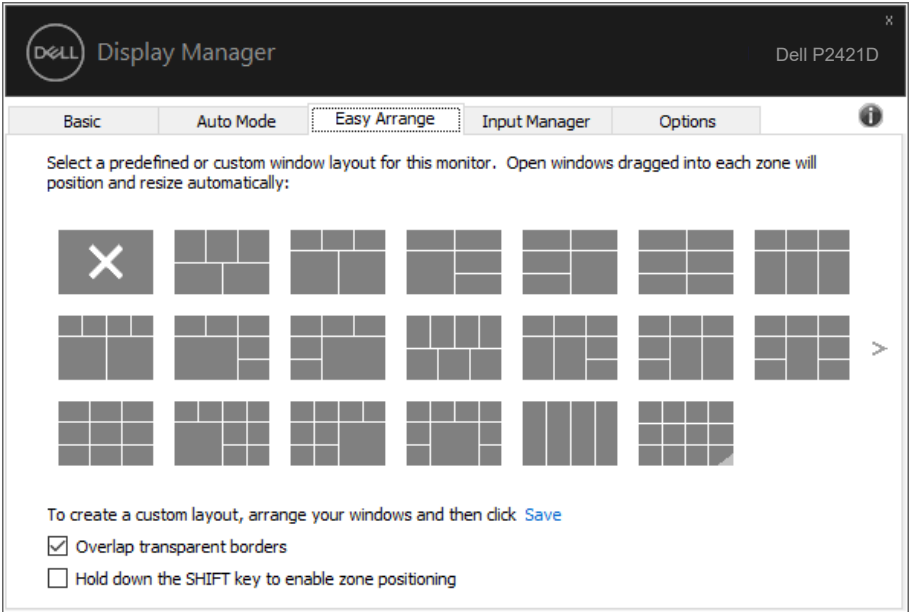 x
DELL Display Manager
Dell P2421D
Basic Auto Mode Easy Arrange Input Manager Options
Select a predefined or custom window layout for this monitor. Open windows dragged into each zone will
position and resize automatically:
>
To create a custom layout, arrange your windows and then click Save
Overlap transparent borders
Hold down the SHIFT key to enable zone positioning